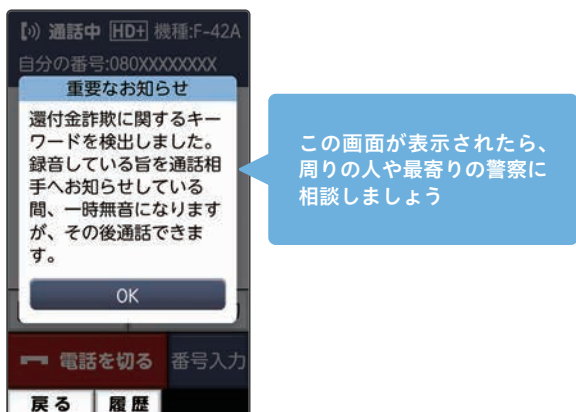 通話中 HD+ 機種:F-42A
自分の番号:080XXXXXXXX
重要なお知らせ
還付金詐欺に関するキー
ワードを検出しました。
録音している旨を通話相
手へお知らせしている
間、一時無音になります
が、その後通話できま
す。
OK
電話を切る 番号入力
戻る 履歴
この画面が表示されたら、
周りの人や最寄りの警察に
相談しましょう